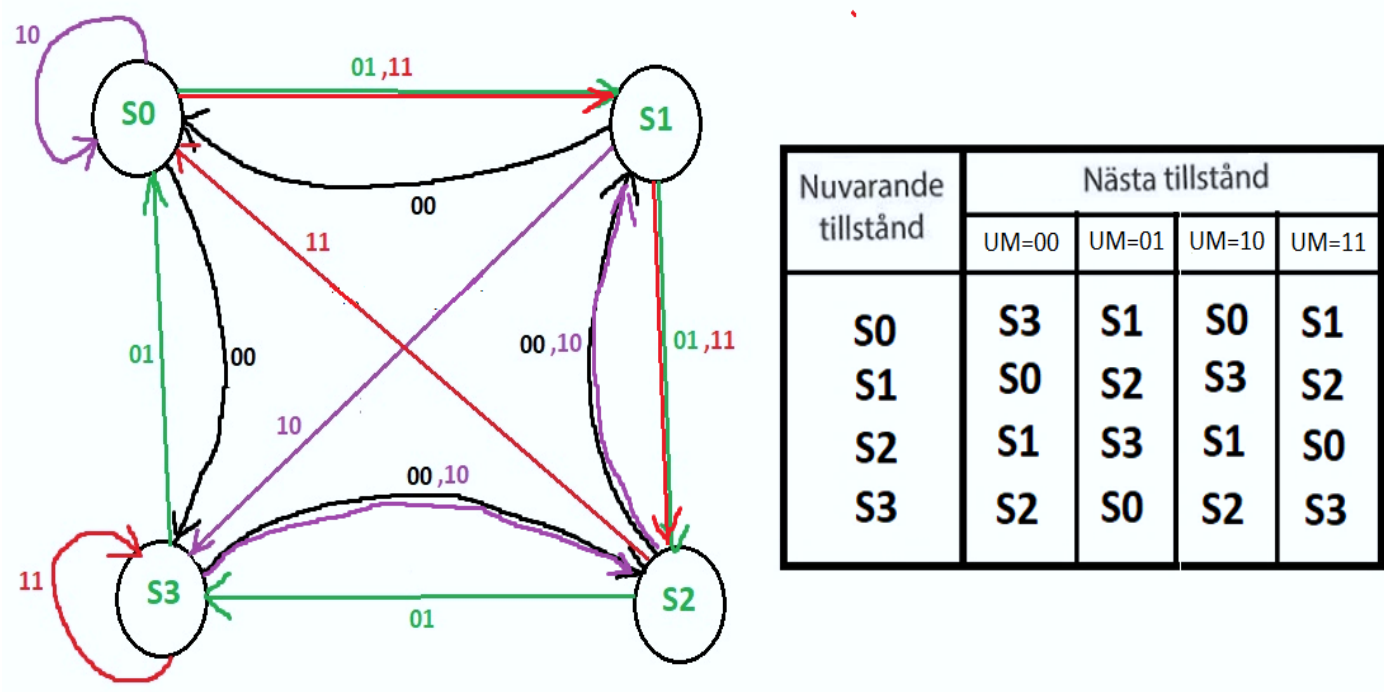 10
01 ,11
S0
S1
00
11
01
00
00 ,10
01 ,11
10
00 ,10
11
S3
S2
01
Nuvarande tillstånd
Nästa tillstånd
UM=00 UM=01 UM=10 UM=11
S0 S3 S1 S0 S1
S1 S0 S2 S3 S2
S2 S1 S3 S1 S0
S3 S2 S0 S2 S3